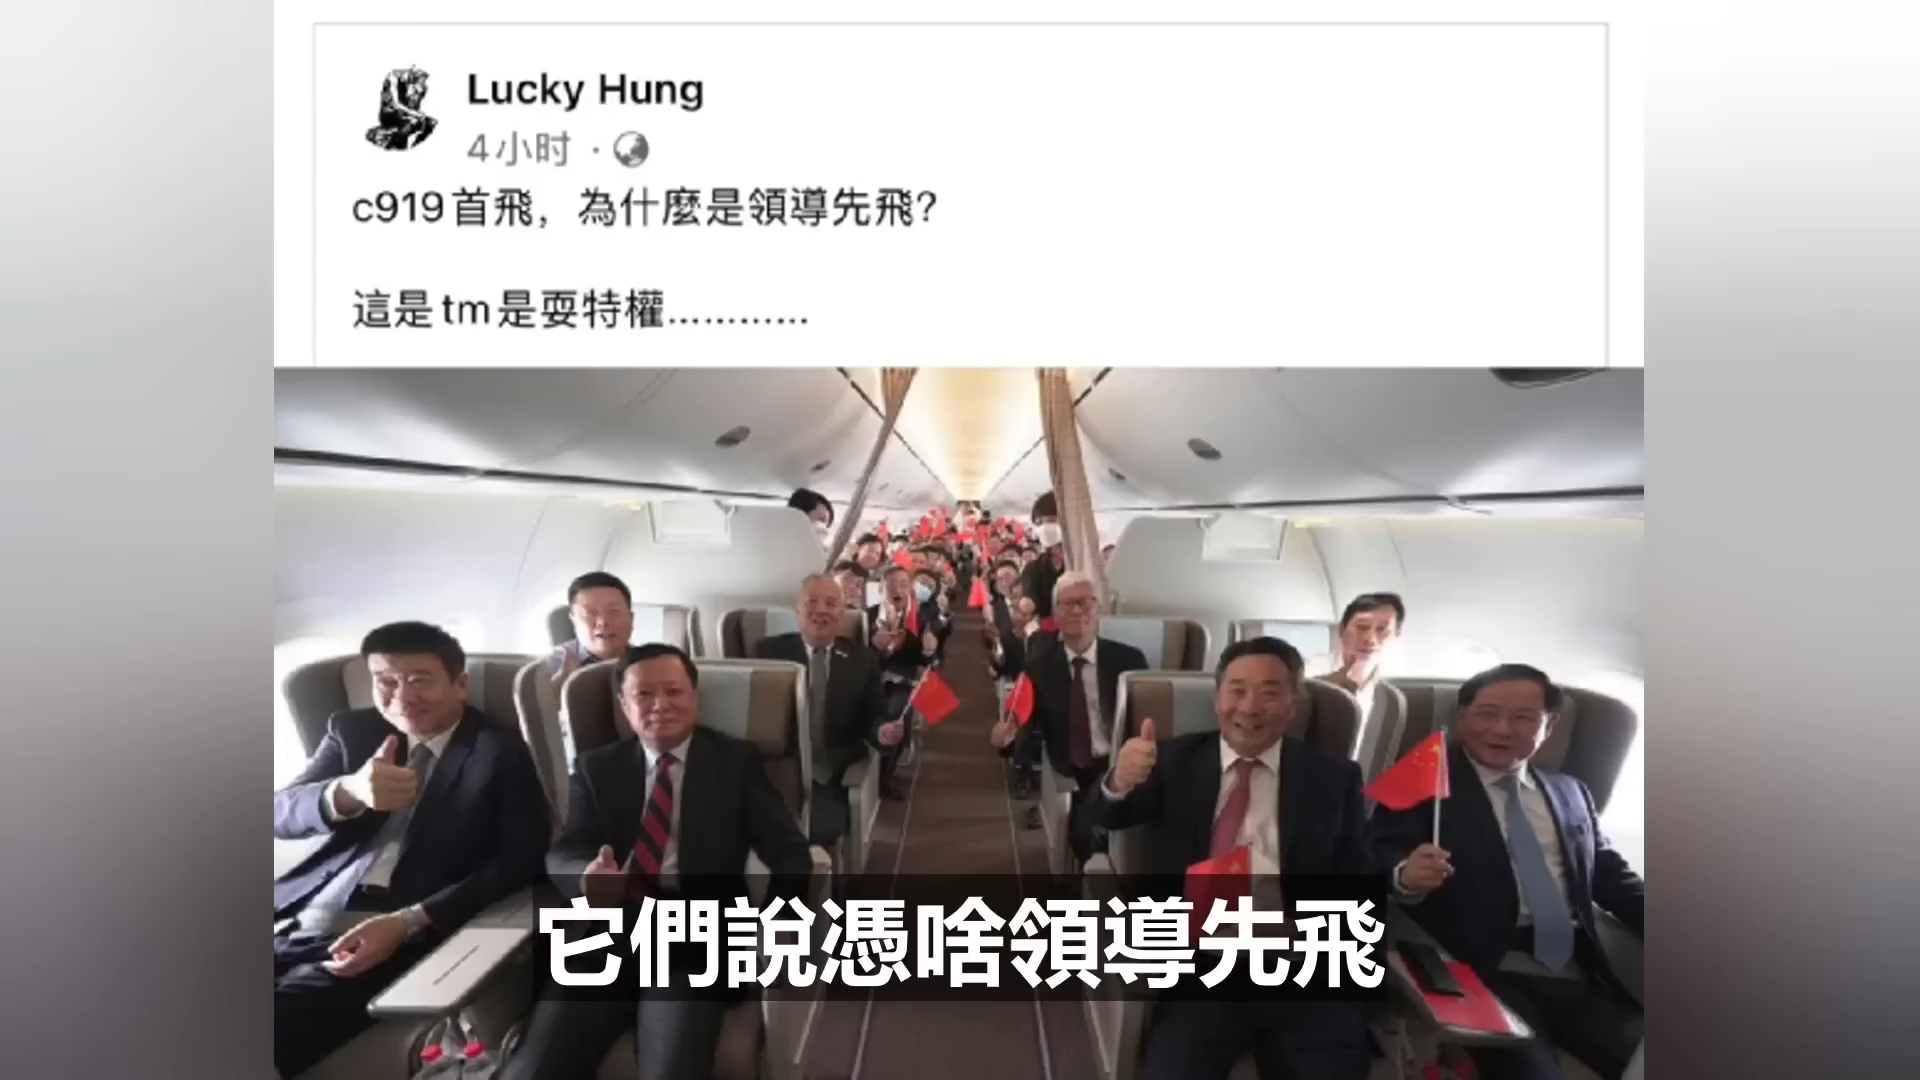 Lucky Hung
4小时 ·
c919首飛，為什麼是領導先飛？
這是tm是耍特權............
它們說憑啥領導先飛